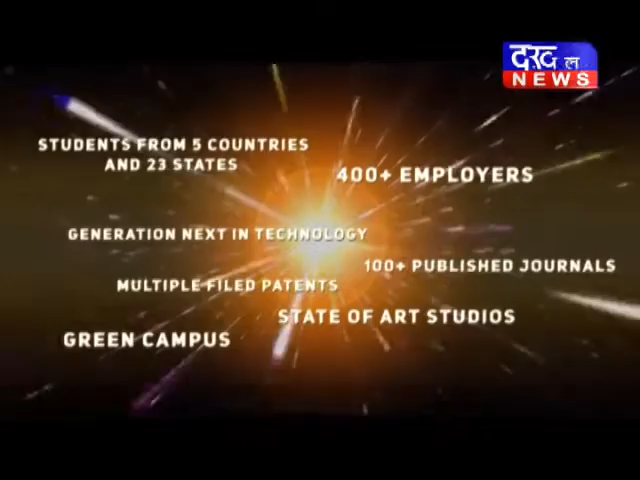 दख़ल
NEWS
STUDENTS FROM 5 COUNTRIES
AND 23 STATES
400+ EMPLOYERS
GENERATION NEXT IN TECHNOLOGY
100+ PUBLISHED JOURNALS
MULTIPLE FILED PATENTS
STATE OF ART STUDIOS
GREEN CAMPUS